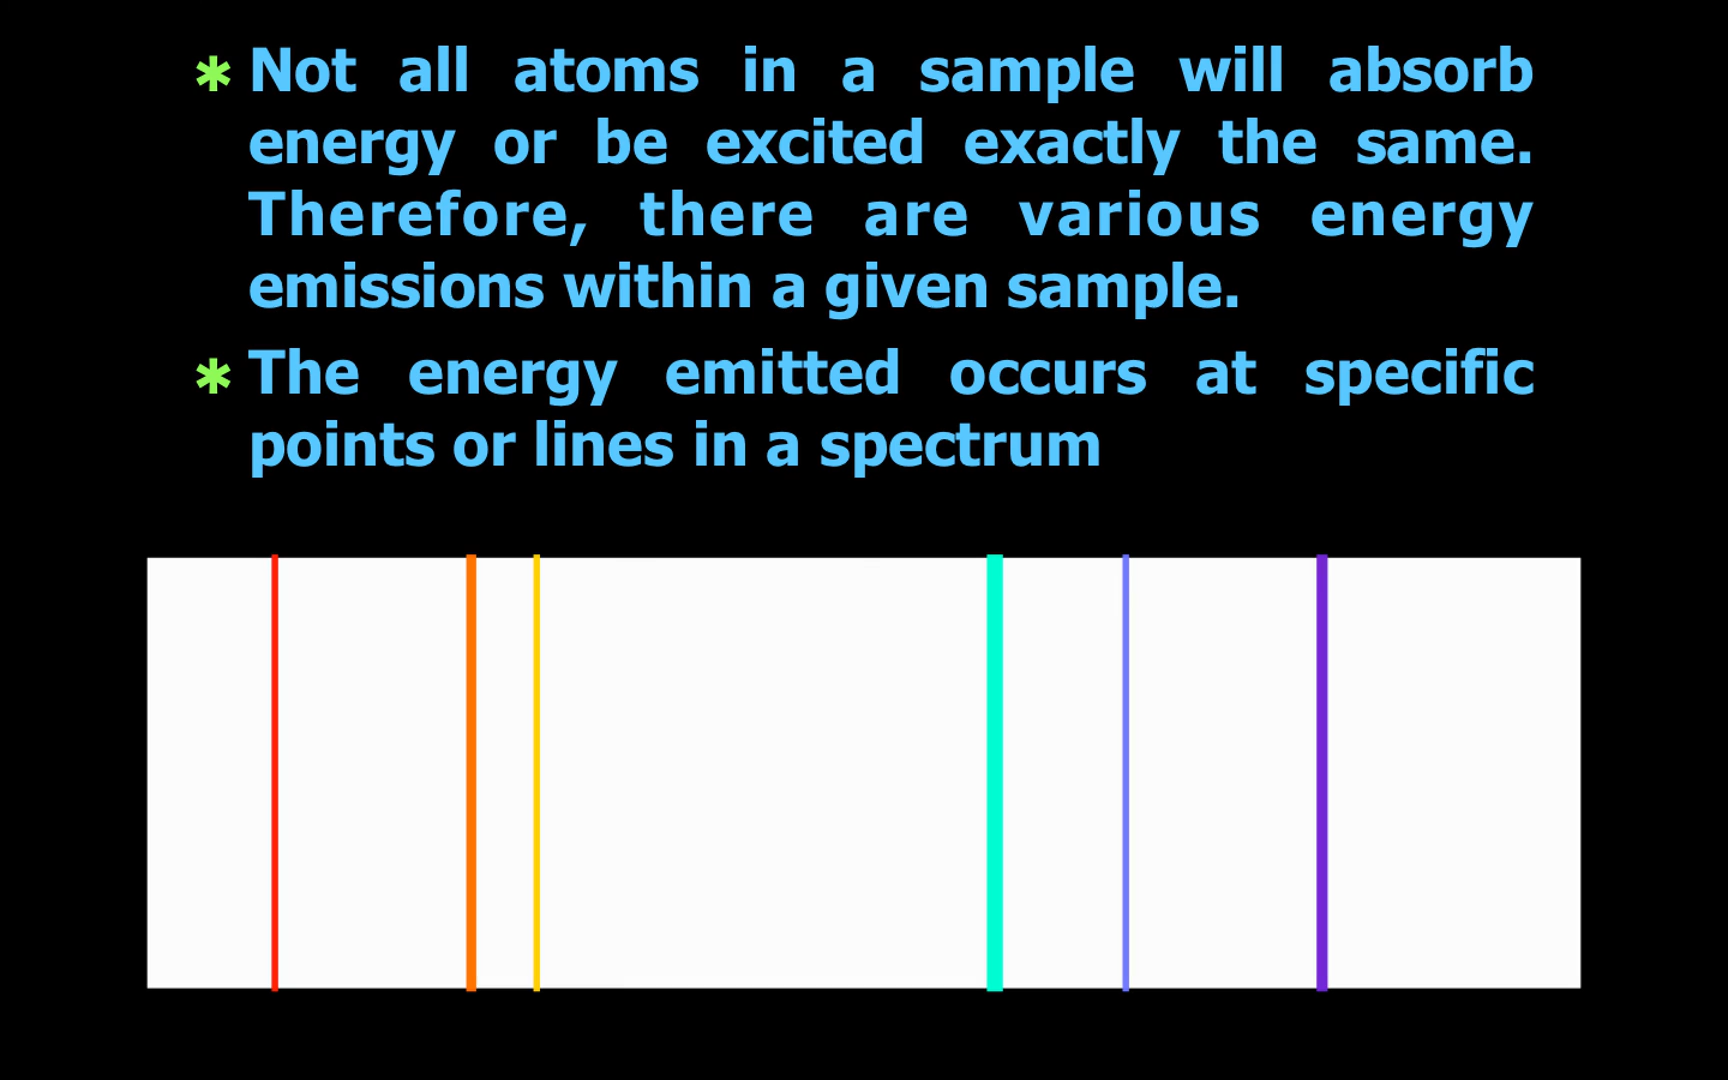 * Not all atoms in a sample will absorb
energy or be excited exactly the same.
Therefore, there are various energy
emissions within a given sample.
* The energy emitted occurs at specific
points or lines in a spectrum